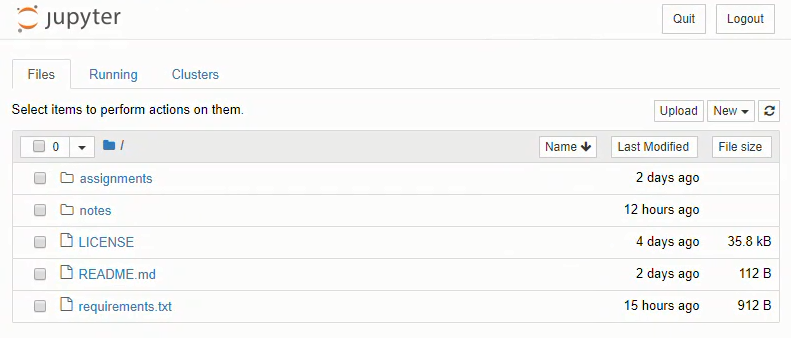 jupyter Quit Logout
Files Running Clusters
Select items to perform actions on them. Upload New
0 / Name Last Modified File size
assignments 2 days ago
notes 12 hours ago
LICENSE 4 days ago 35.8 kB
README.md 2 days ago 112 B
requirements.txt 15 hours ago 912 B